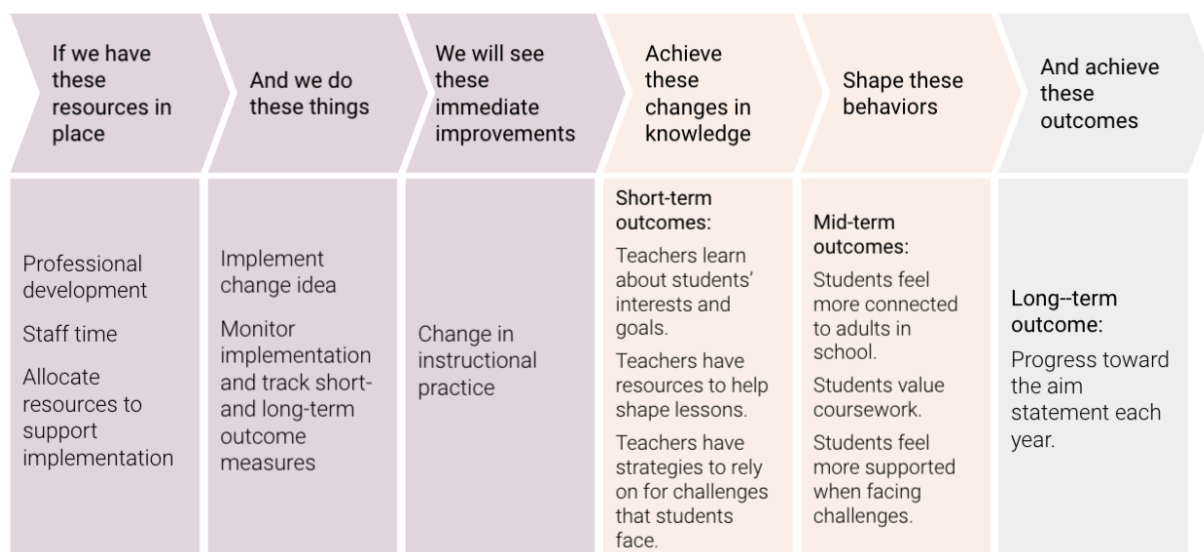 If we have
these
resources in
place
And we do
these things
We will see
these
immediate
improvements
Achieve
these
changes in
knowledge
Shape these
behaviors
And achieve
these
outcomes
Professional
development
Staff time
Allocate
resources to
support
implementation
Implement
change idea
Monitor
implementation
and track short-
and long-term
outcome
measures
Change in
instructional
practice
Short-term
outcomes:
Teachers learn
about students’
interests and
goals.
Teachers have
resources to help
shape lessons.
Teachers have
strategies to rely
on for challenges
that students
face.
Mid-term
outcomes:
Students feel
more connected
to adults in
school.
Students value
coursework.
Students feel
more supported
when facing
challenges.
Long--term
outcome:
Progress toward
the aim
statement each
year.